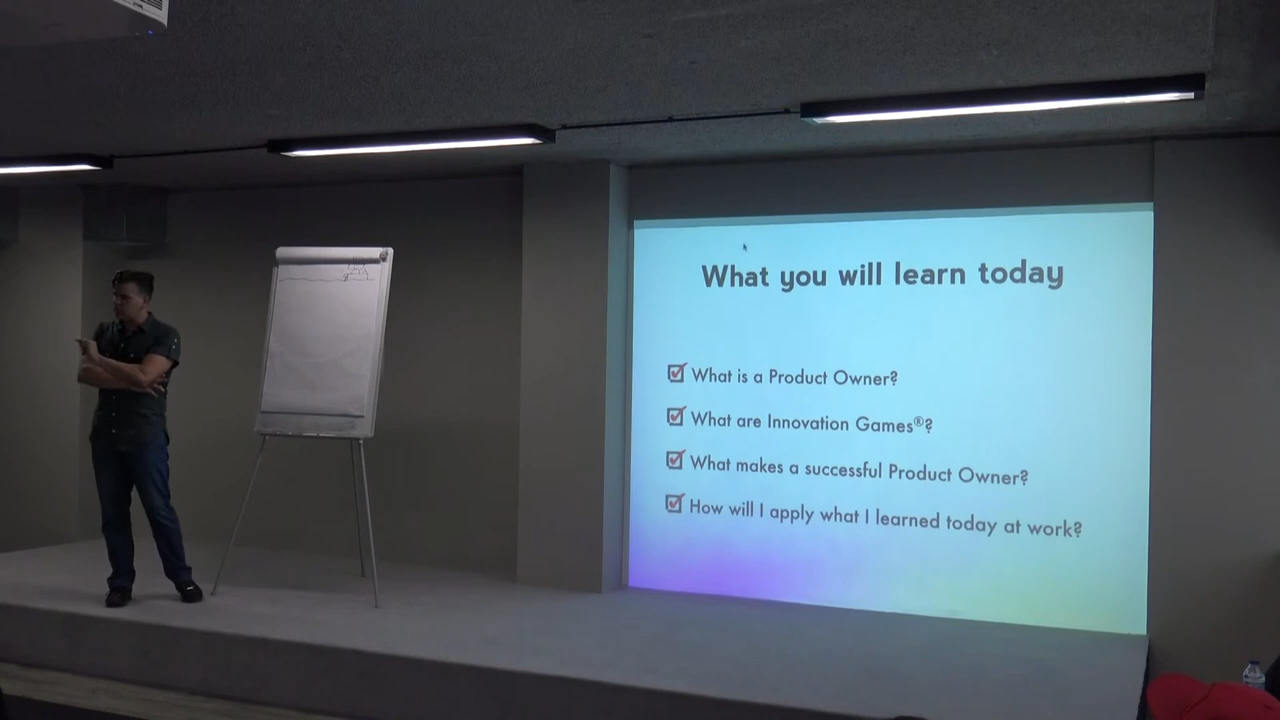 What you will learn today
What is a Product Owner?
What are Innovation Games®?
What makes a successful Product Owner?
How will I apply what I learned today at work?